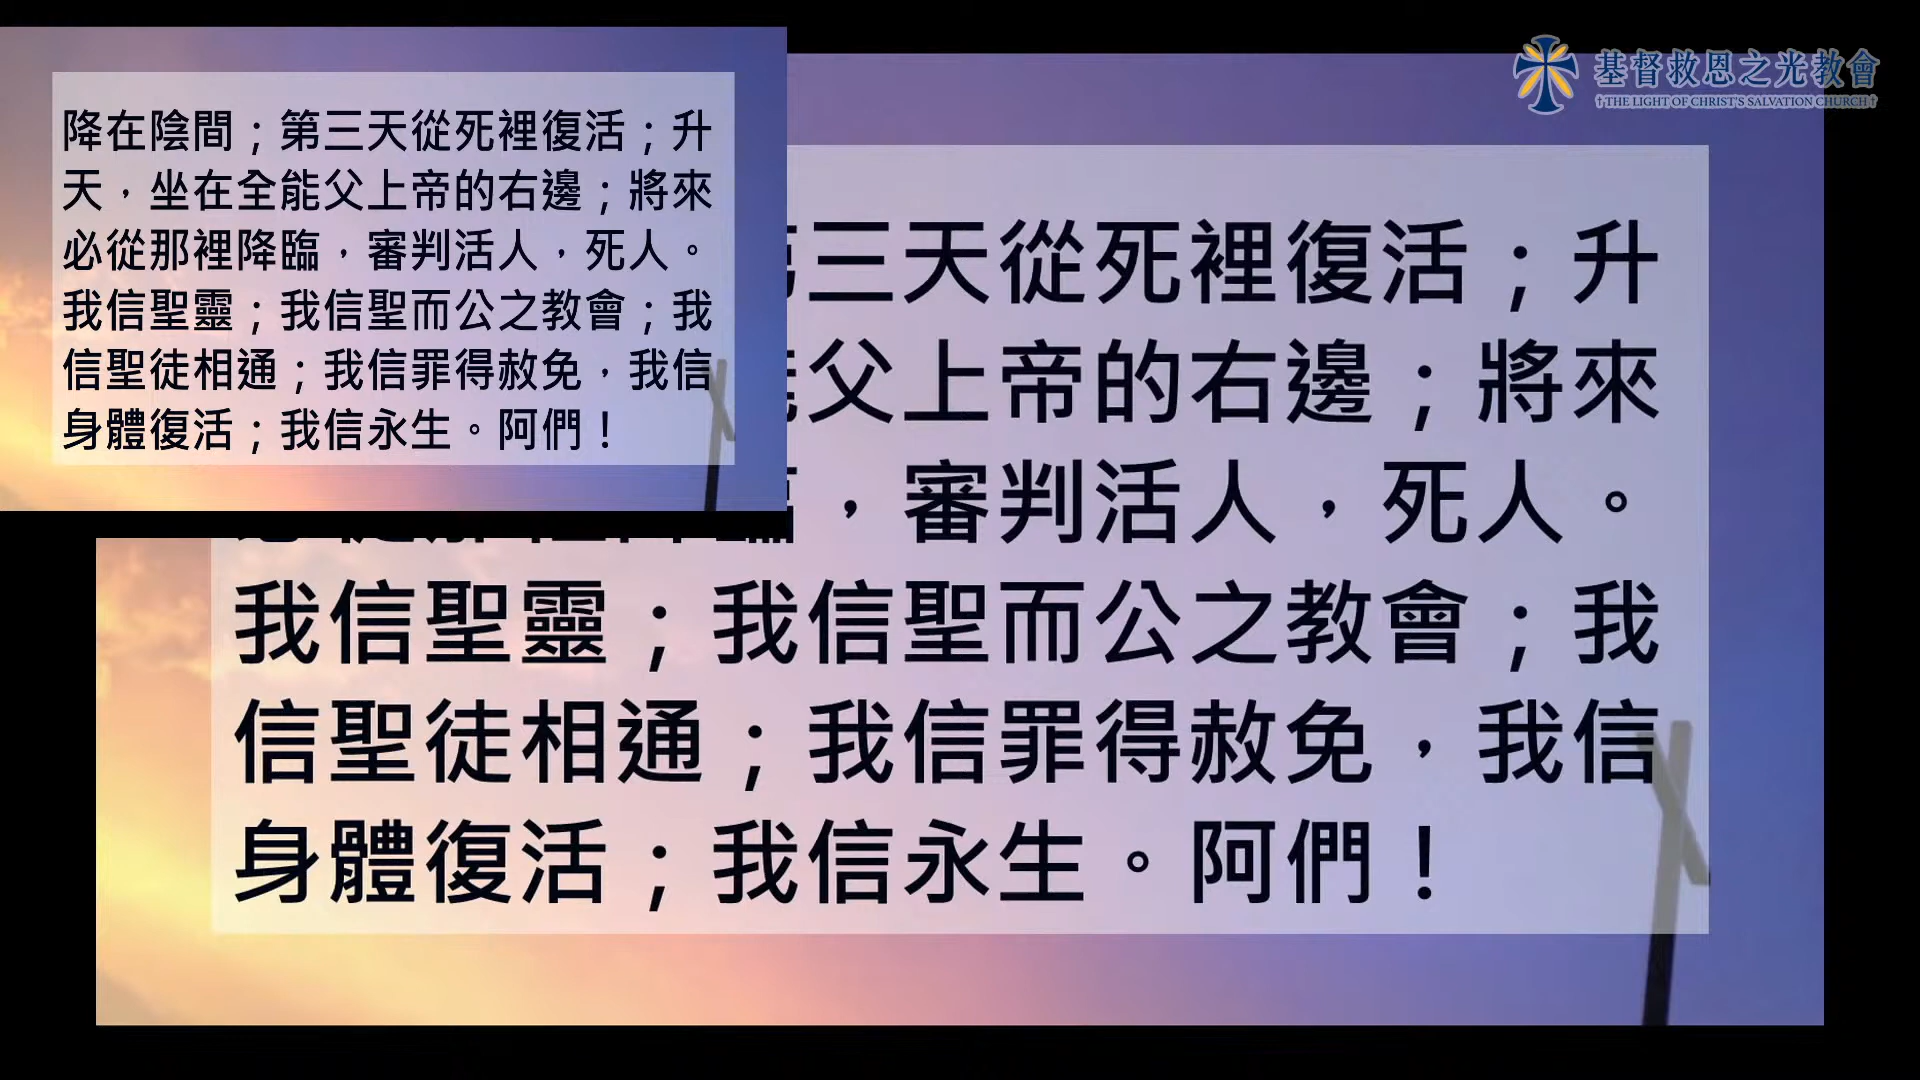 降在陰間；第三天從死裡復活；升
天，坐在全能父上帝的右邊；將來
必從那裡降臨，審判活人，死人。
我信聖靈；我信聖而公之教會；我
信聖徒相通；我信罪得赦免，我信
身體復活；我信永生。阿們！
基督救恩之光教會
†THE LIGHT OF CHRIST'S SALVATION CHURCH†
三天從死裡復活；升
父上帝的右邊；將來
，審判活人，死人。
我信聖靈；我信聖而公之教會；我
信聖徒相通；我信罪得赦免，我信
身體復活；我信永生。阿們！